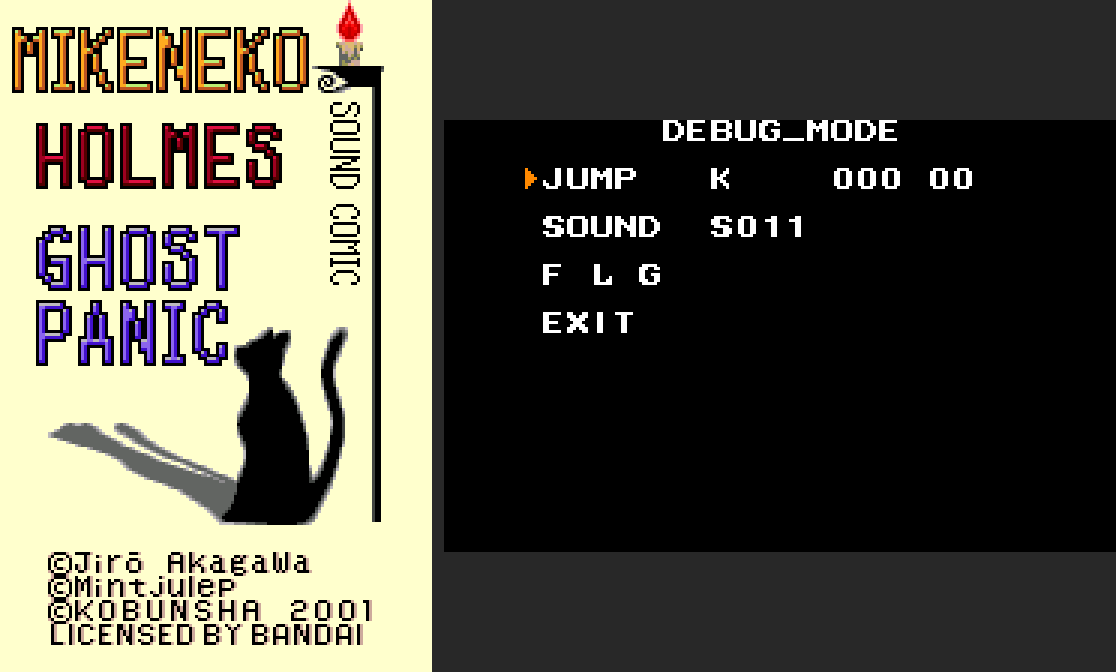 MIKENEKO
HOLMES
GHOST
PANIC
SOUND COMIC
©Jirō AkagaWa
©Mintjulep
©KOBUNSHA 2001
LICENSED BY BANDAI
DEBUG_MODE
JUMP K 000 00
SOUND S011
F L G
EXIT